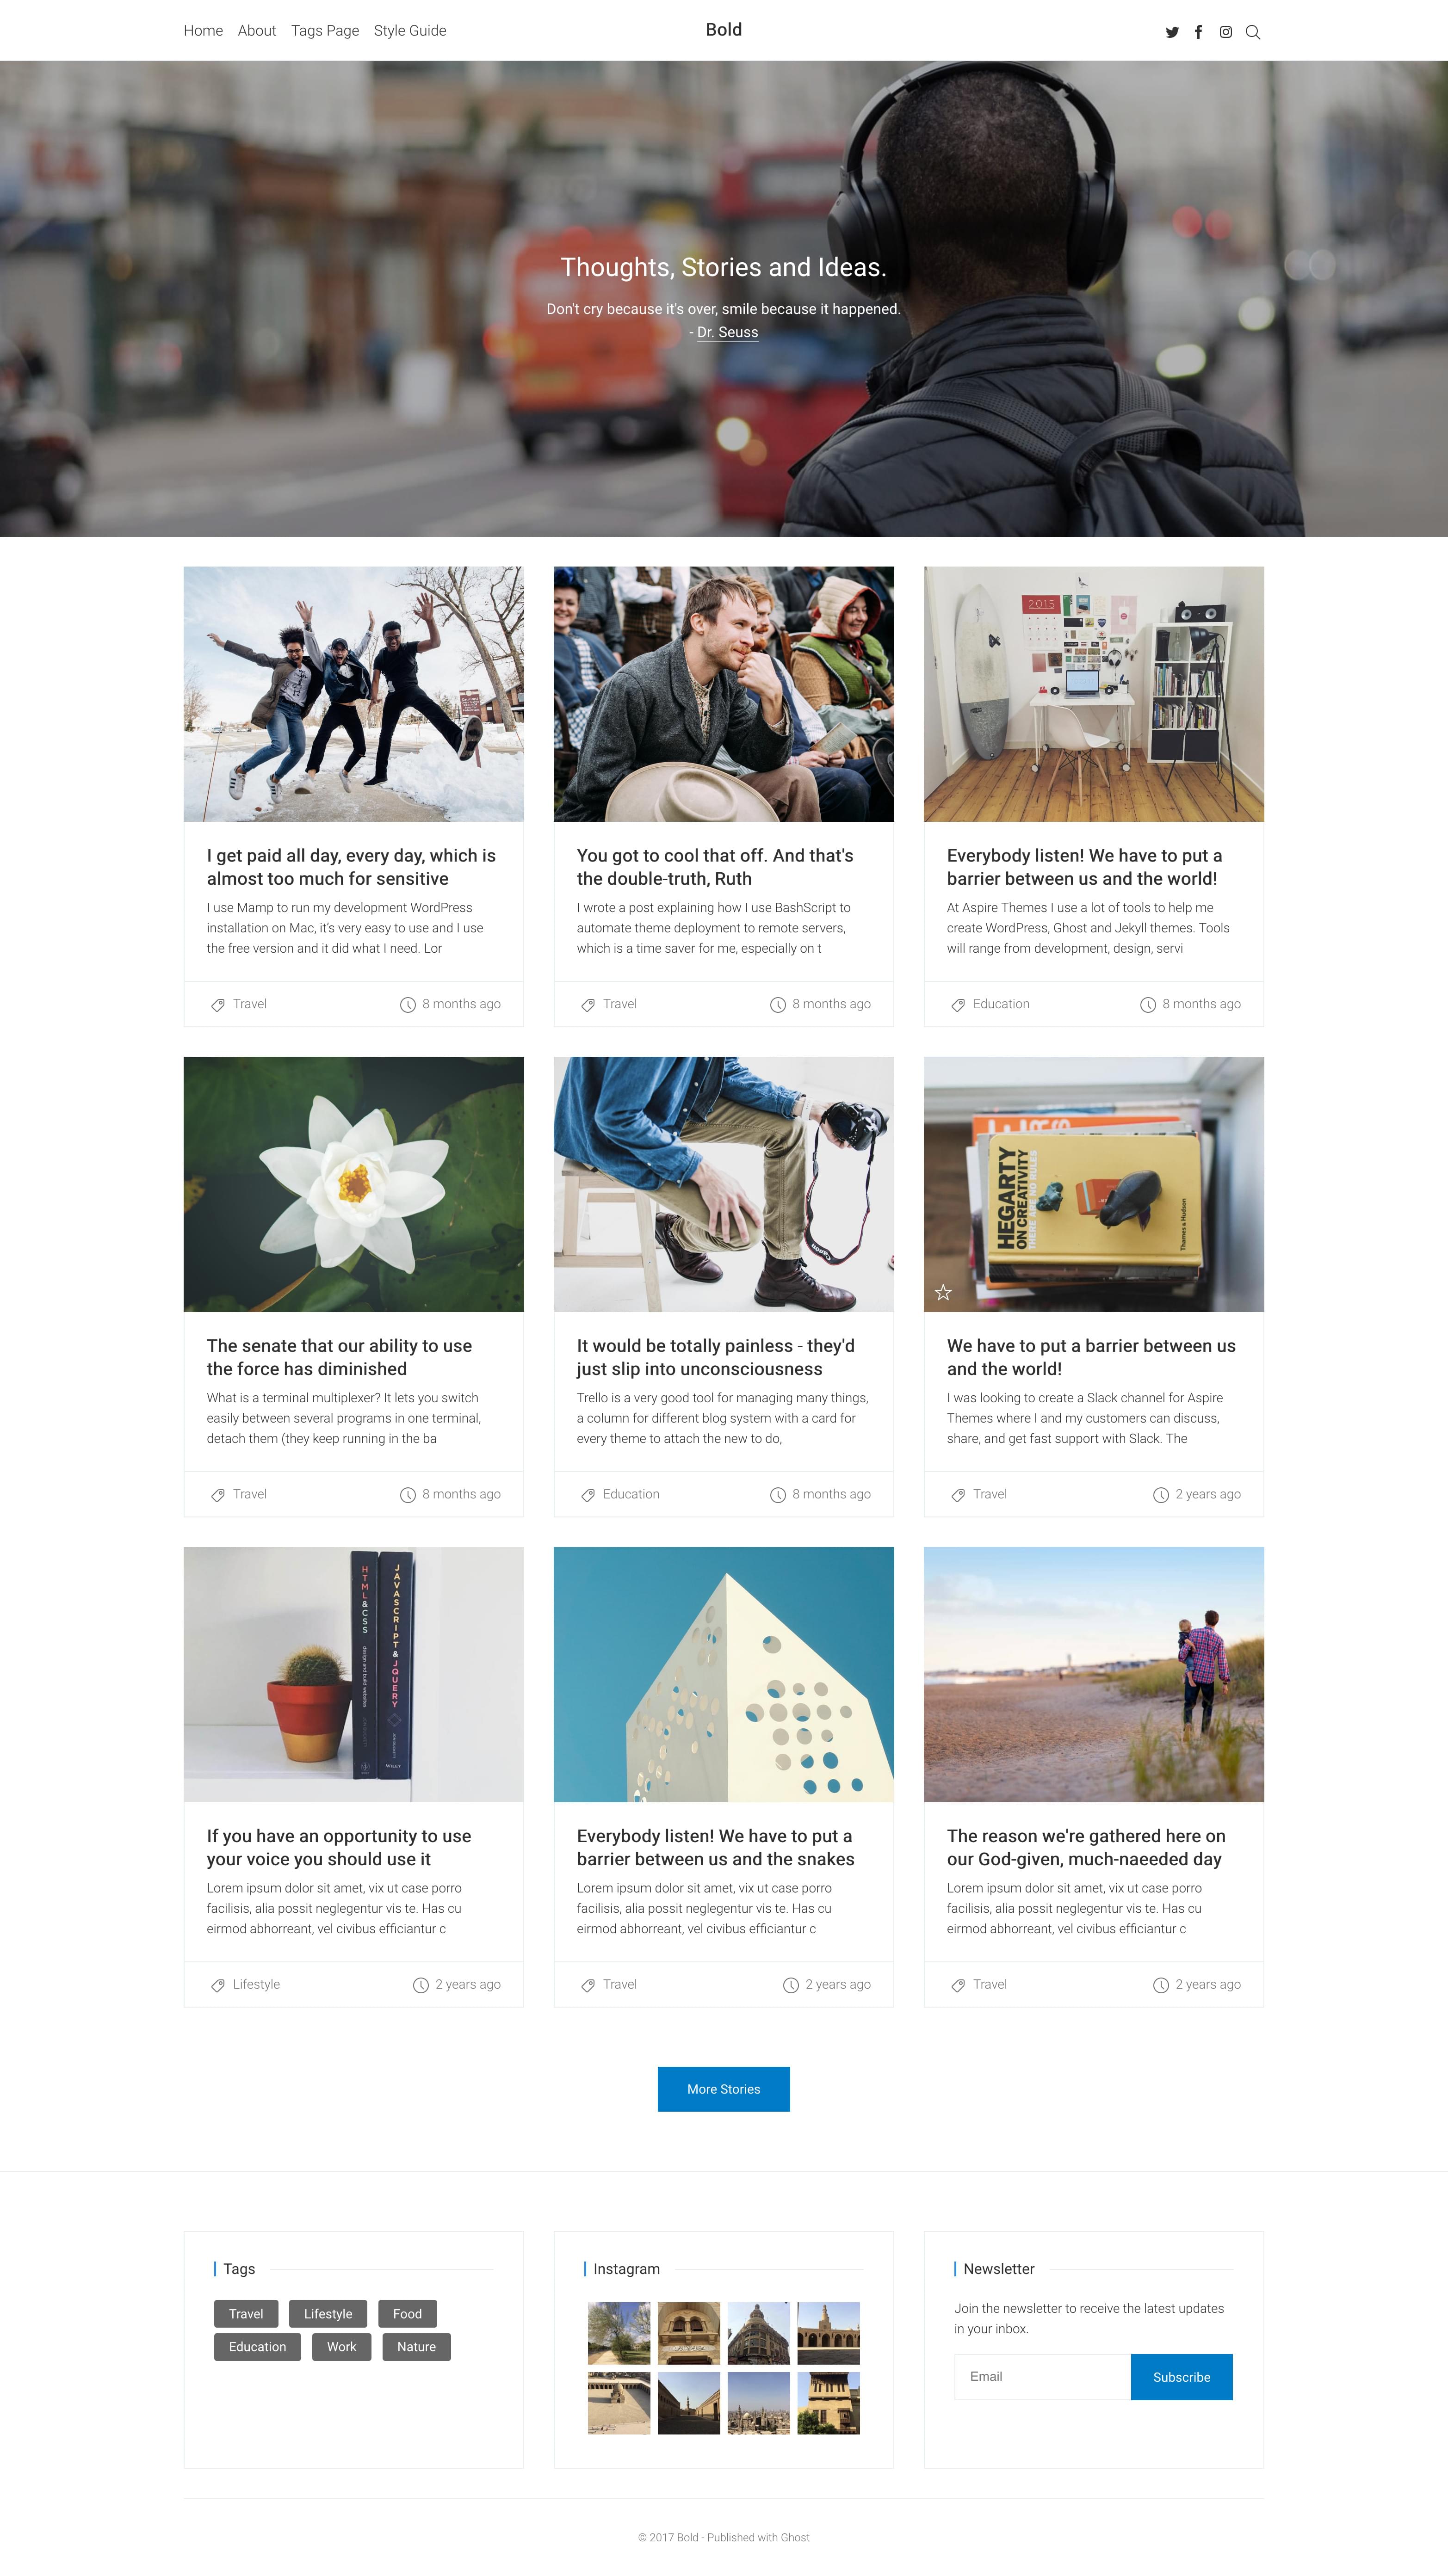 Home About Tags Page Style Guide
Bold
Thoughts, Stories and Ideas.
Don't cry because it's over, smile because it happened.
- Dr. Seuss
2015
I get paid all day, every day, which is
almost too much for sensitive
I use Mamp to run my development WordPress
installation on Mac, it's very easy to use and I use
the free version and it did what I need. Lor
Travel 8 months ago
You got to cool that off. And that's
the double-truth, Ruth
I wrote a post explaining how I use BashScript to
automate theme deployment to remote servers,
which is a time saver for me, especially on t
Travel 8 months ago
Everybody listen! We have to put a
barrier between us and the world!
At Aspire Themes I use a lot of tools to help me
create WordPress, Ghost and Jekyll themes. Tools
will range from development, design, servi
Education 8 months ago
Canon
HEGARTY
ON CREATIVITY
THERE ARE NO RULES
Thames & Hudson
The senate that our ability to use
the force has diminished
What is a terminal multiplexer? It lets you switch
easily between several programs in one terminal,
detach them (they keep running in the ba
Travel 8 months ago
It would be totally painless - they'd
just slip into unconsciousness
Trello is a very good tool for managing many things,
a column for different blog system with a card for
every theme to attach the new to do,
Education 8 months ago
We have to put a barrier between us
and the world!
I was looking to create a Slack channel for Aspire
Themes where I and my customers can discuss,
share, and get fast support with Slack. The
Travel 2 years ago
HTML&CSS
design and build websites
JAVASCRIPT&JQUERY
WILEY
If you have an opportunity to use
your voice you should use it
Lorem ipsum dolor sit amet, vix ut case porro
facilisis, alia possit neglegentur vis te. Has cu
eirmod abhorreant, vel civibus efficiantur c
Lifestyle 2 years ago
Everybody listen! We have to put a
barrier between us and the snakes
Lorem ipsum dolor sit amet, vix ut case porro
facilisis, alia possit neglegentur vis te. Has cu
eirmod abhorreant, vel civibus efficiantur c
Travel 2 years ago
The reason we're gathered here on
our God-given, much-naeeded day
Lorem ipsum dolor sit amet, vix ut case porro
facilisis, alia possit neglegentur vis te. Has cu
eirmod abhorreant, vel civibus efficiantur c
Travel 2 years ago
More Stories
Tags
Travel Lifestyle Food
Education Work Nature
Instagram
Newsletter
Join the newsletter to receive the latest updates
in your inbox.
Email Subscribe
© 2017 Bold - Published with Ghost